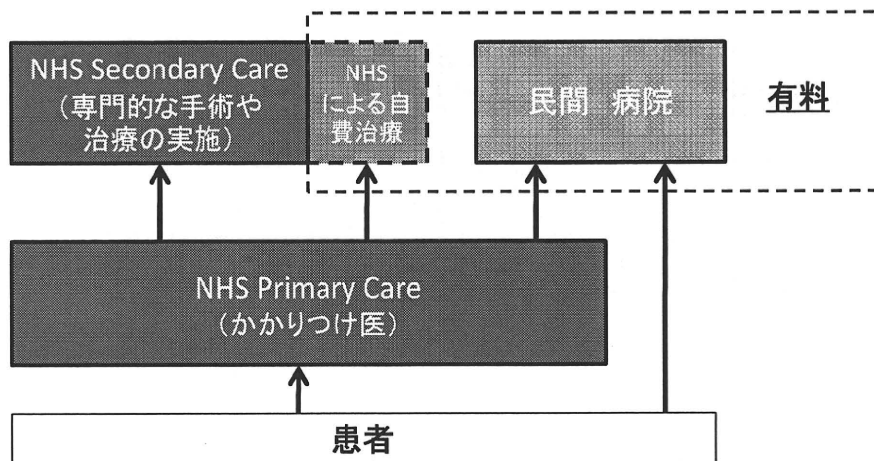 NHS Secondary Care
（専門的な手術や
治療の実施）
NHS
による自
費治療
民間　病院
有料
NHS Primary Care
（かかりつけ医）
患者